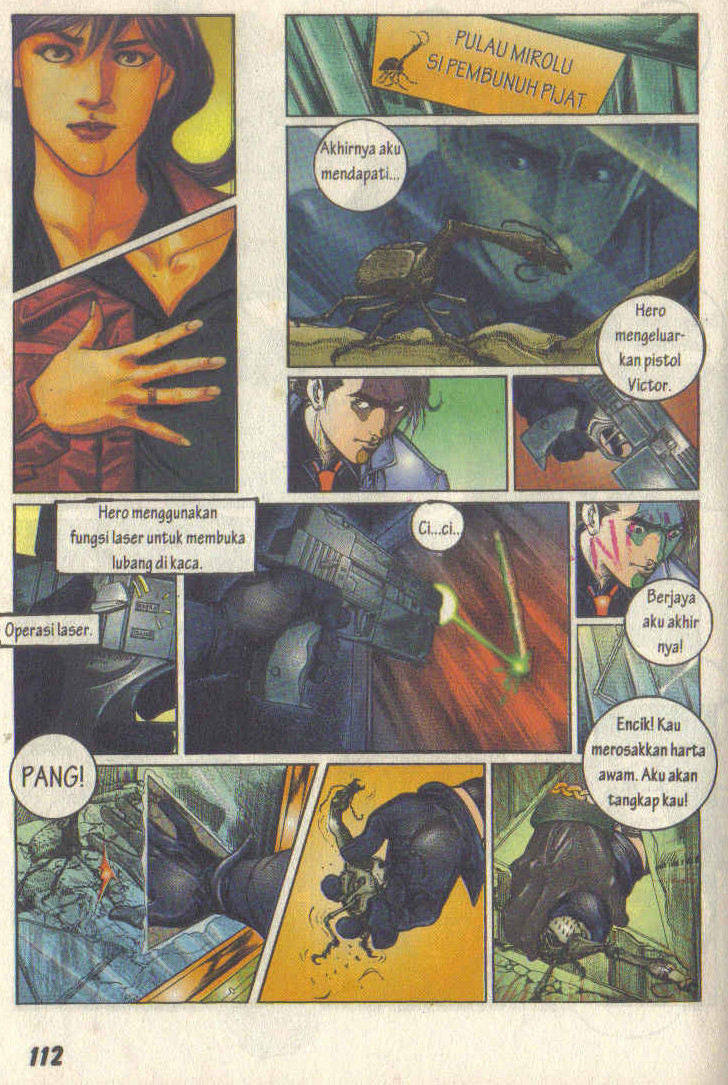 PULAU MIROLU
SI PEMBUNUH PIJAT
Akhirnya aku
mendapati...
Hero
mengeluar-
kan pistol
Victor.
Hero menggunakan
fungsi laser untuk membuka
lubang di kaca.
Operasi laser.
Ci...ci...
N
Berjaya
aku akhir
nya!
PANG!
Encik! Kau
merosakkan harta
awam. Aku akan
tangkap kau!
112